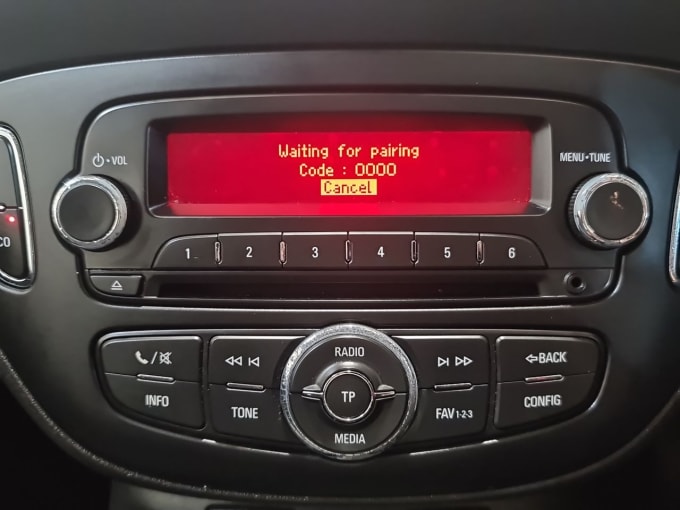 Waiting for pairing
Code : 0000
Cancel
VOL
MENU•TUNE
1 2 3 4 5 6
CO
RADIO
BACK
INFO
TONE
TP
FAV1-2-3
CONFIG
MEDIA